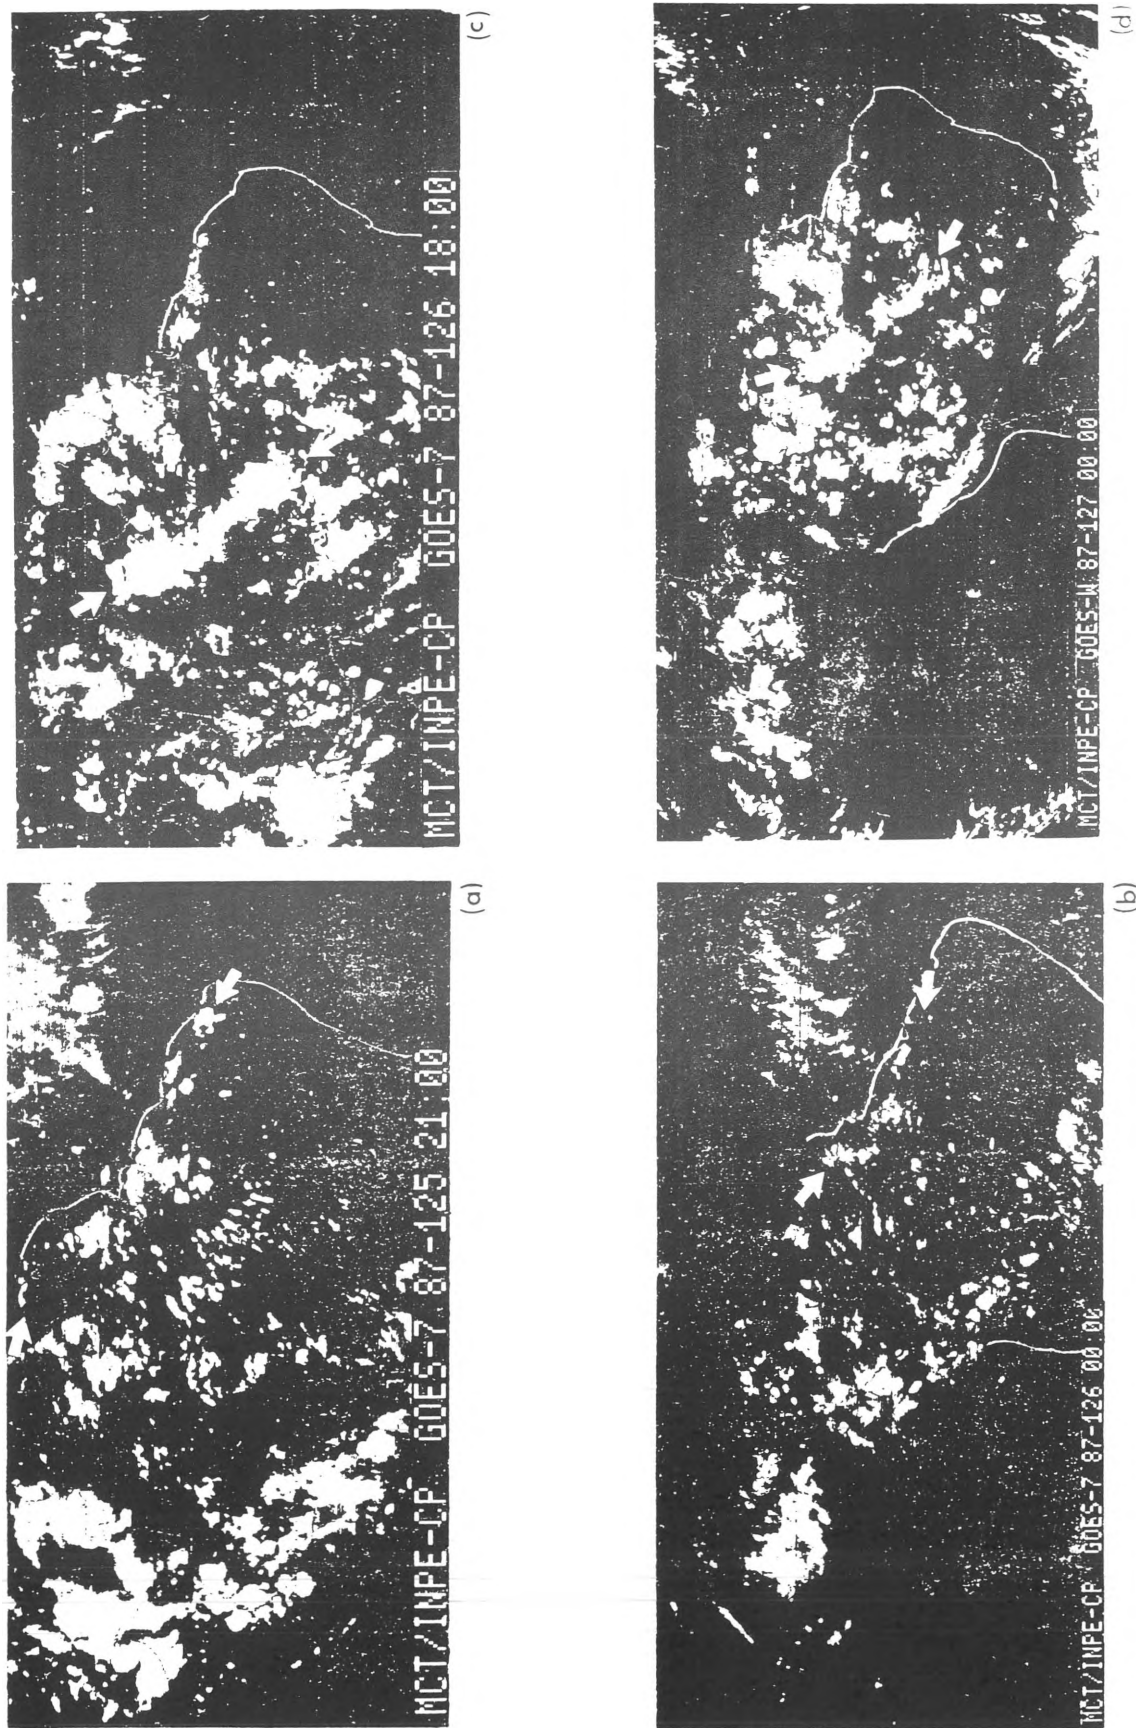 MCT/INPE-CP GOES-7 87-125 21:00
(a)
MCT/INPE-CP GOES-7 87-126 00 00
(b)
MCT/INPE-CP GOES-7 87-126 18:00
(c)
MCT/INPE-CP GOES-W 87-127 00 00
(d)